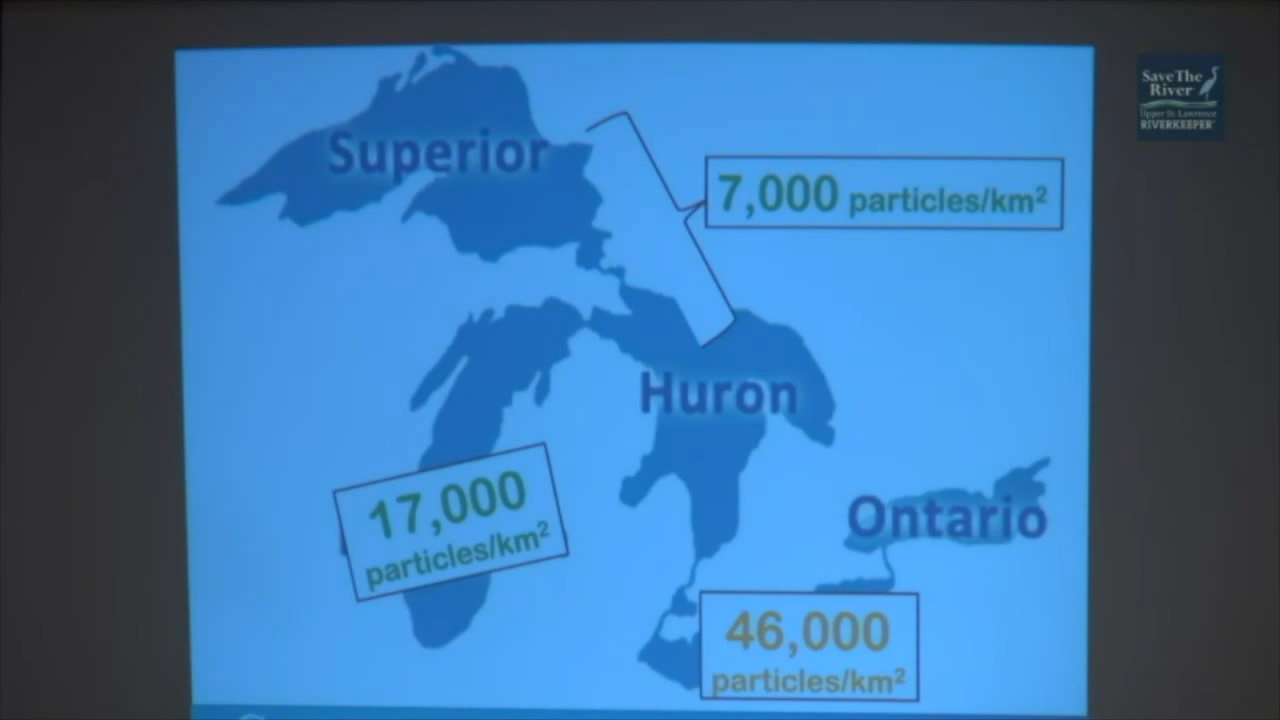 Superior
7,000 particles/km²
Huron
17,000
particles/km²
Ontario
46,000
particles/km²
Save The
River
Upper St. Lawrence
RIVERKEEPER